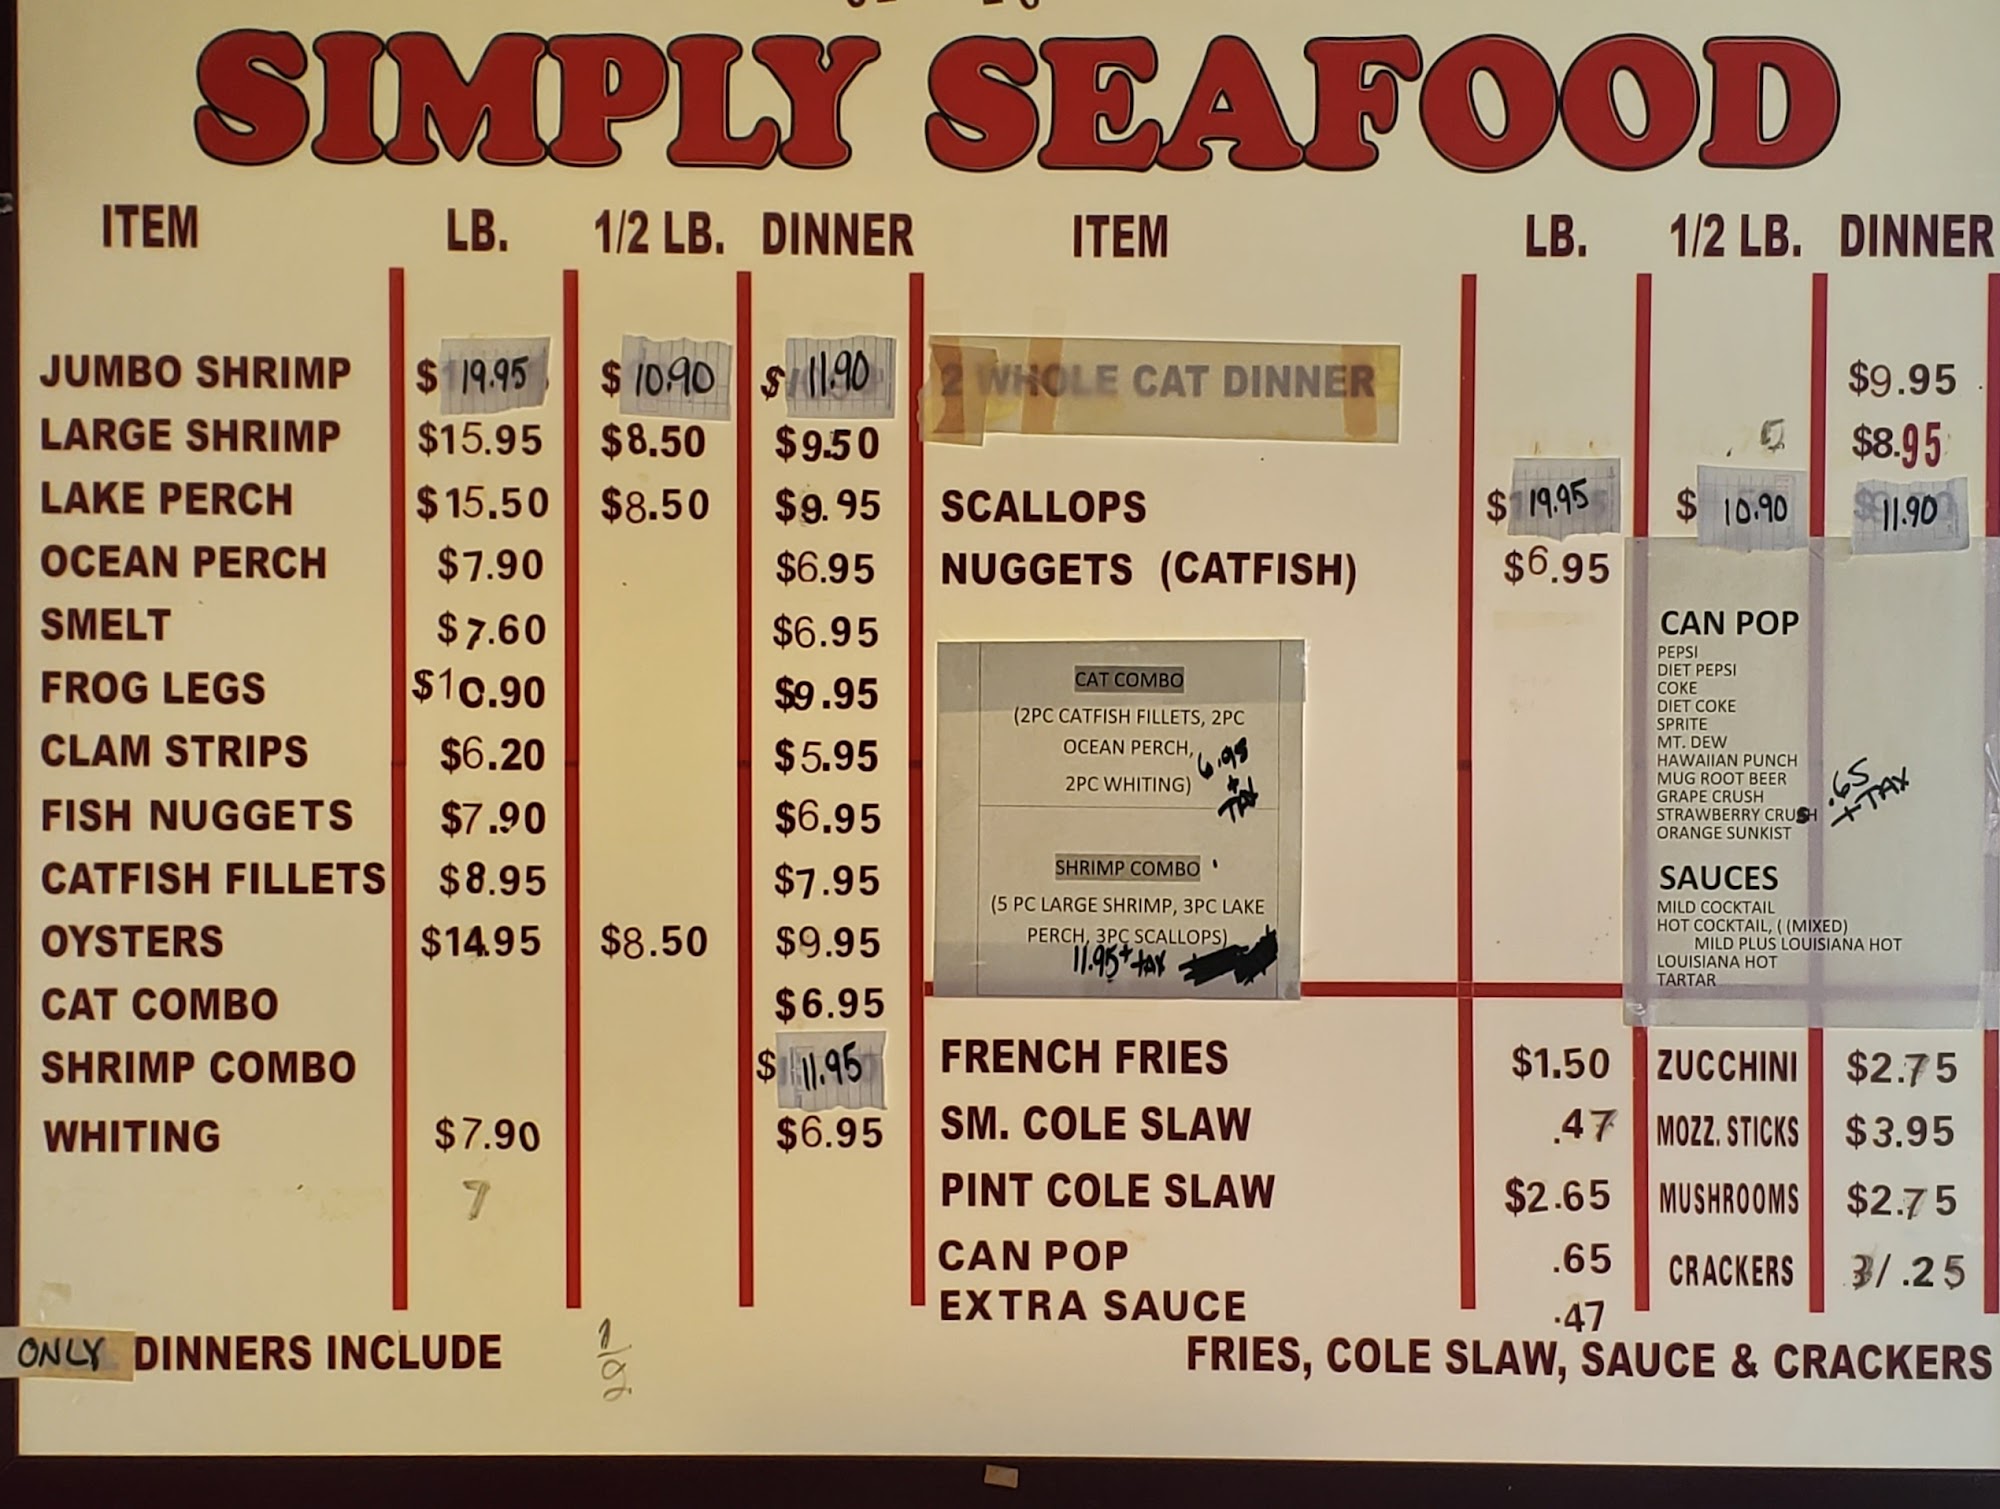 SIMPLY SEAFOOD
ITEM LB. 1/2 LB. DINNER
JUMBO SHRIMP $ 19.95 $ 10.90 $ 11.90
LARGE SHRIMP $15.95 $8.50 $9.50
LAKE PERCH $15.50 $8.50 $9.95
OCEAN PERCH $7.90 $6.95
SMELT $7.60 $6.95
FROG LEGS $10.90 $9.95
CLAM STRIPS $6.20 $5.95
FISH NUGGETS $7.90 $6.95
CATFISH FILLETS $8.95 $7.95
OYSTERS $14.95 $8.50 $9.95
CAT COMBO $6.95
SHRIMP COMBO $ 11.95
WHITING $7.90 $6.95
7
ITEM LB. 1/2 LB. DINNER
2 WHOLE CAT DINNER $9.95
$8.95
SCALLOPS $ 19.95 $ 10.90 $11.90
NUGGETS (CATFISH) $6.95
CAT COMBO
(2PC CATFISH FILLETS, 2PC
OCEAN PERCH,
2PC WHITING)
6.95
+
TAX
SHRIMP COMBO
(5 PC LARGE SHRIMP, 3PC LAKE
PERCH, 3PC SCALLOPS)
11.95+ tax
CAN POP
PEPSI
DIET PEPSI
COKE
DIET COKE
SPRITE
MT. DEW
HAWAIIAN PUNCH
MUG ROOT BEER
GRAPE CRUSH
STRAWBERRY CRUSH
ORANGE SUNKIST
.65
+ TAX
SAUCES
MILD COCKTAIL
HOT COCKTAIL, ( (MIXED)
MILD PLUS LOUISIANA HOT
LOUISIANA HOT
TARTAR
FRENCH FRIES $1.50
SM. COLE SLAW .47
PINT COLE SLAW $2.65
CAN POP .65
EXTRA SAUCE .47
ZUCCHINI $2.75
MOZZ. STICKS $3.95
MUSHROOMS $2.75
CRACKERS 3/ .25
ONLY DINNERS INCLUDE FRIES, COLE SLAW, SAUCE & CRACKERS